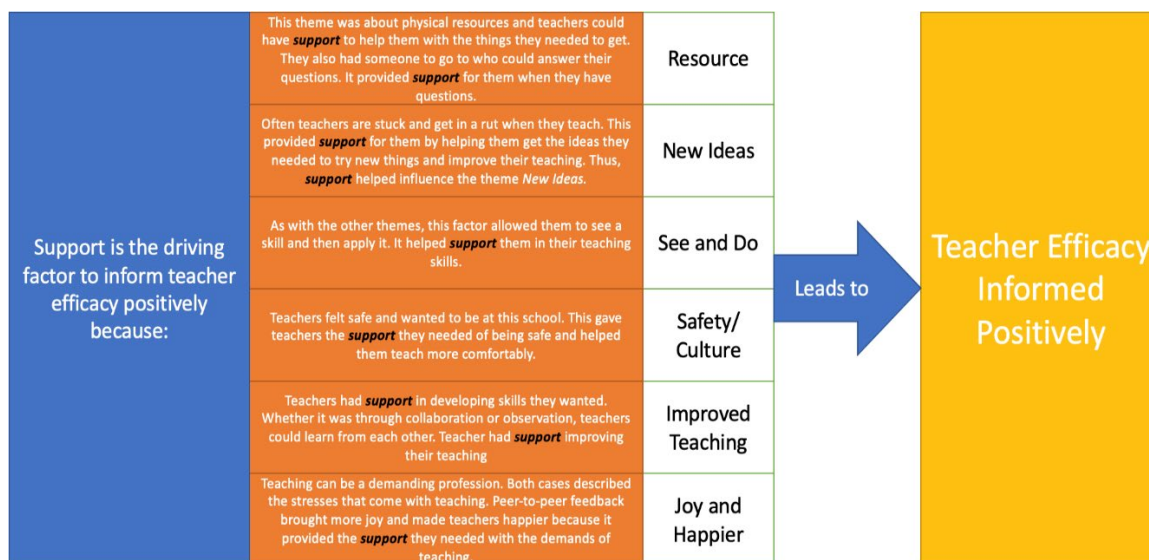 Support is the driving
factor to inform teacher
efficacy positively
because:
This theme was about physical resources and teachers could
have support to help them with the things they needed to get.
They also had someone to go to who could answer their
questions. It provided support for them when they have
questions.
Resource
Often teachers are stuck and get in a rut when they teach. This
provided support for them by helping them get the ideas they
needed to try new things and improve their teaching. Thus,
support helped influence the theme New Ideas.
New Ideas
As with the other themes, this factor allowed them to see a
skill and then apply it. It helped support them in their teaching
skills.
See and Do
Teachers felt safe and wanted to be at this school. This gave
teachers the support they needed of being safe and helped
them teach more comfortably.
Safety/
Culture
Teachers had support in developing skills they wanted.
Whether it was through collaboration or observation, teachers
could learn from each other. Teacher had support improving
their teaching
Improved
Teaching
Teaching can be a demanding profession. Both cases described
the stresses that come with teaching. Peer-to-peer feedback
brought more joy and made teachers happier because it
provided the support they needed with the demands of
teaching.
Joy and
Happier
Leads to
Teacher Efficacy
Informed
Positively